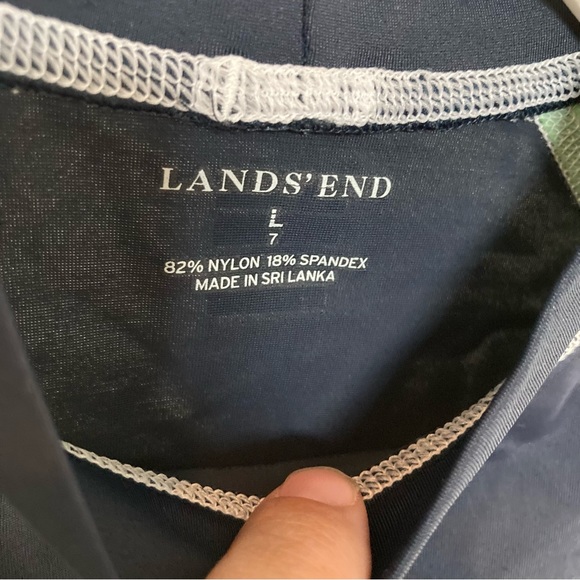 LANDS' END
L
7
82% NYLON 18% SPANDEX
MADE IN SRI LANKA